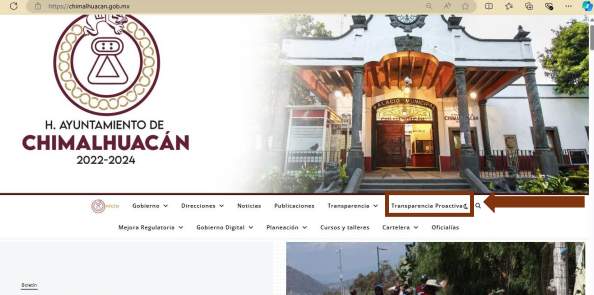 https://chimalhuacan.gob.mx
H. AYUNTAMIENTO DE
CHIMALHUACÁN
2022-2024
PALACIO MUNICIPAL
Inicio Gobierno Direcciones Noticias Publicaciones Transparencia Transparencia Proactiva
Mejora Regulatoria Gobierno Digital Planeación Cursos y talleres Cartelera Oficialías
Boletín